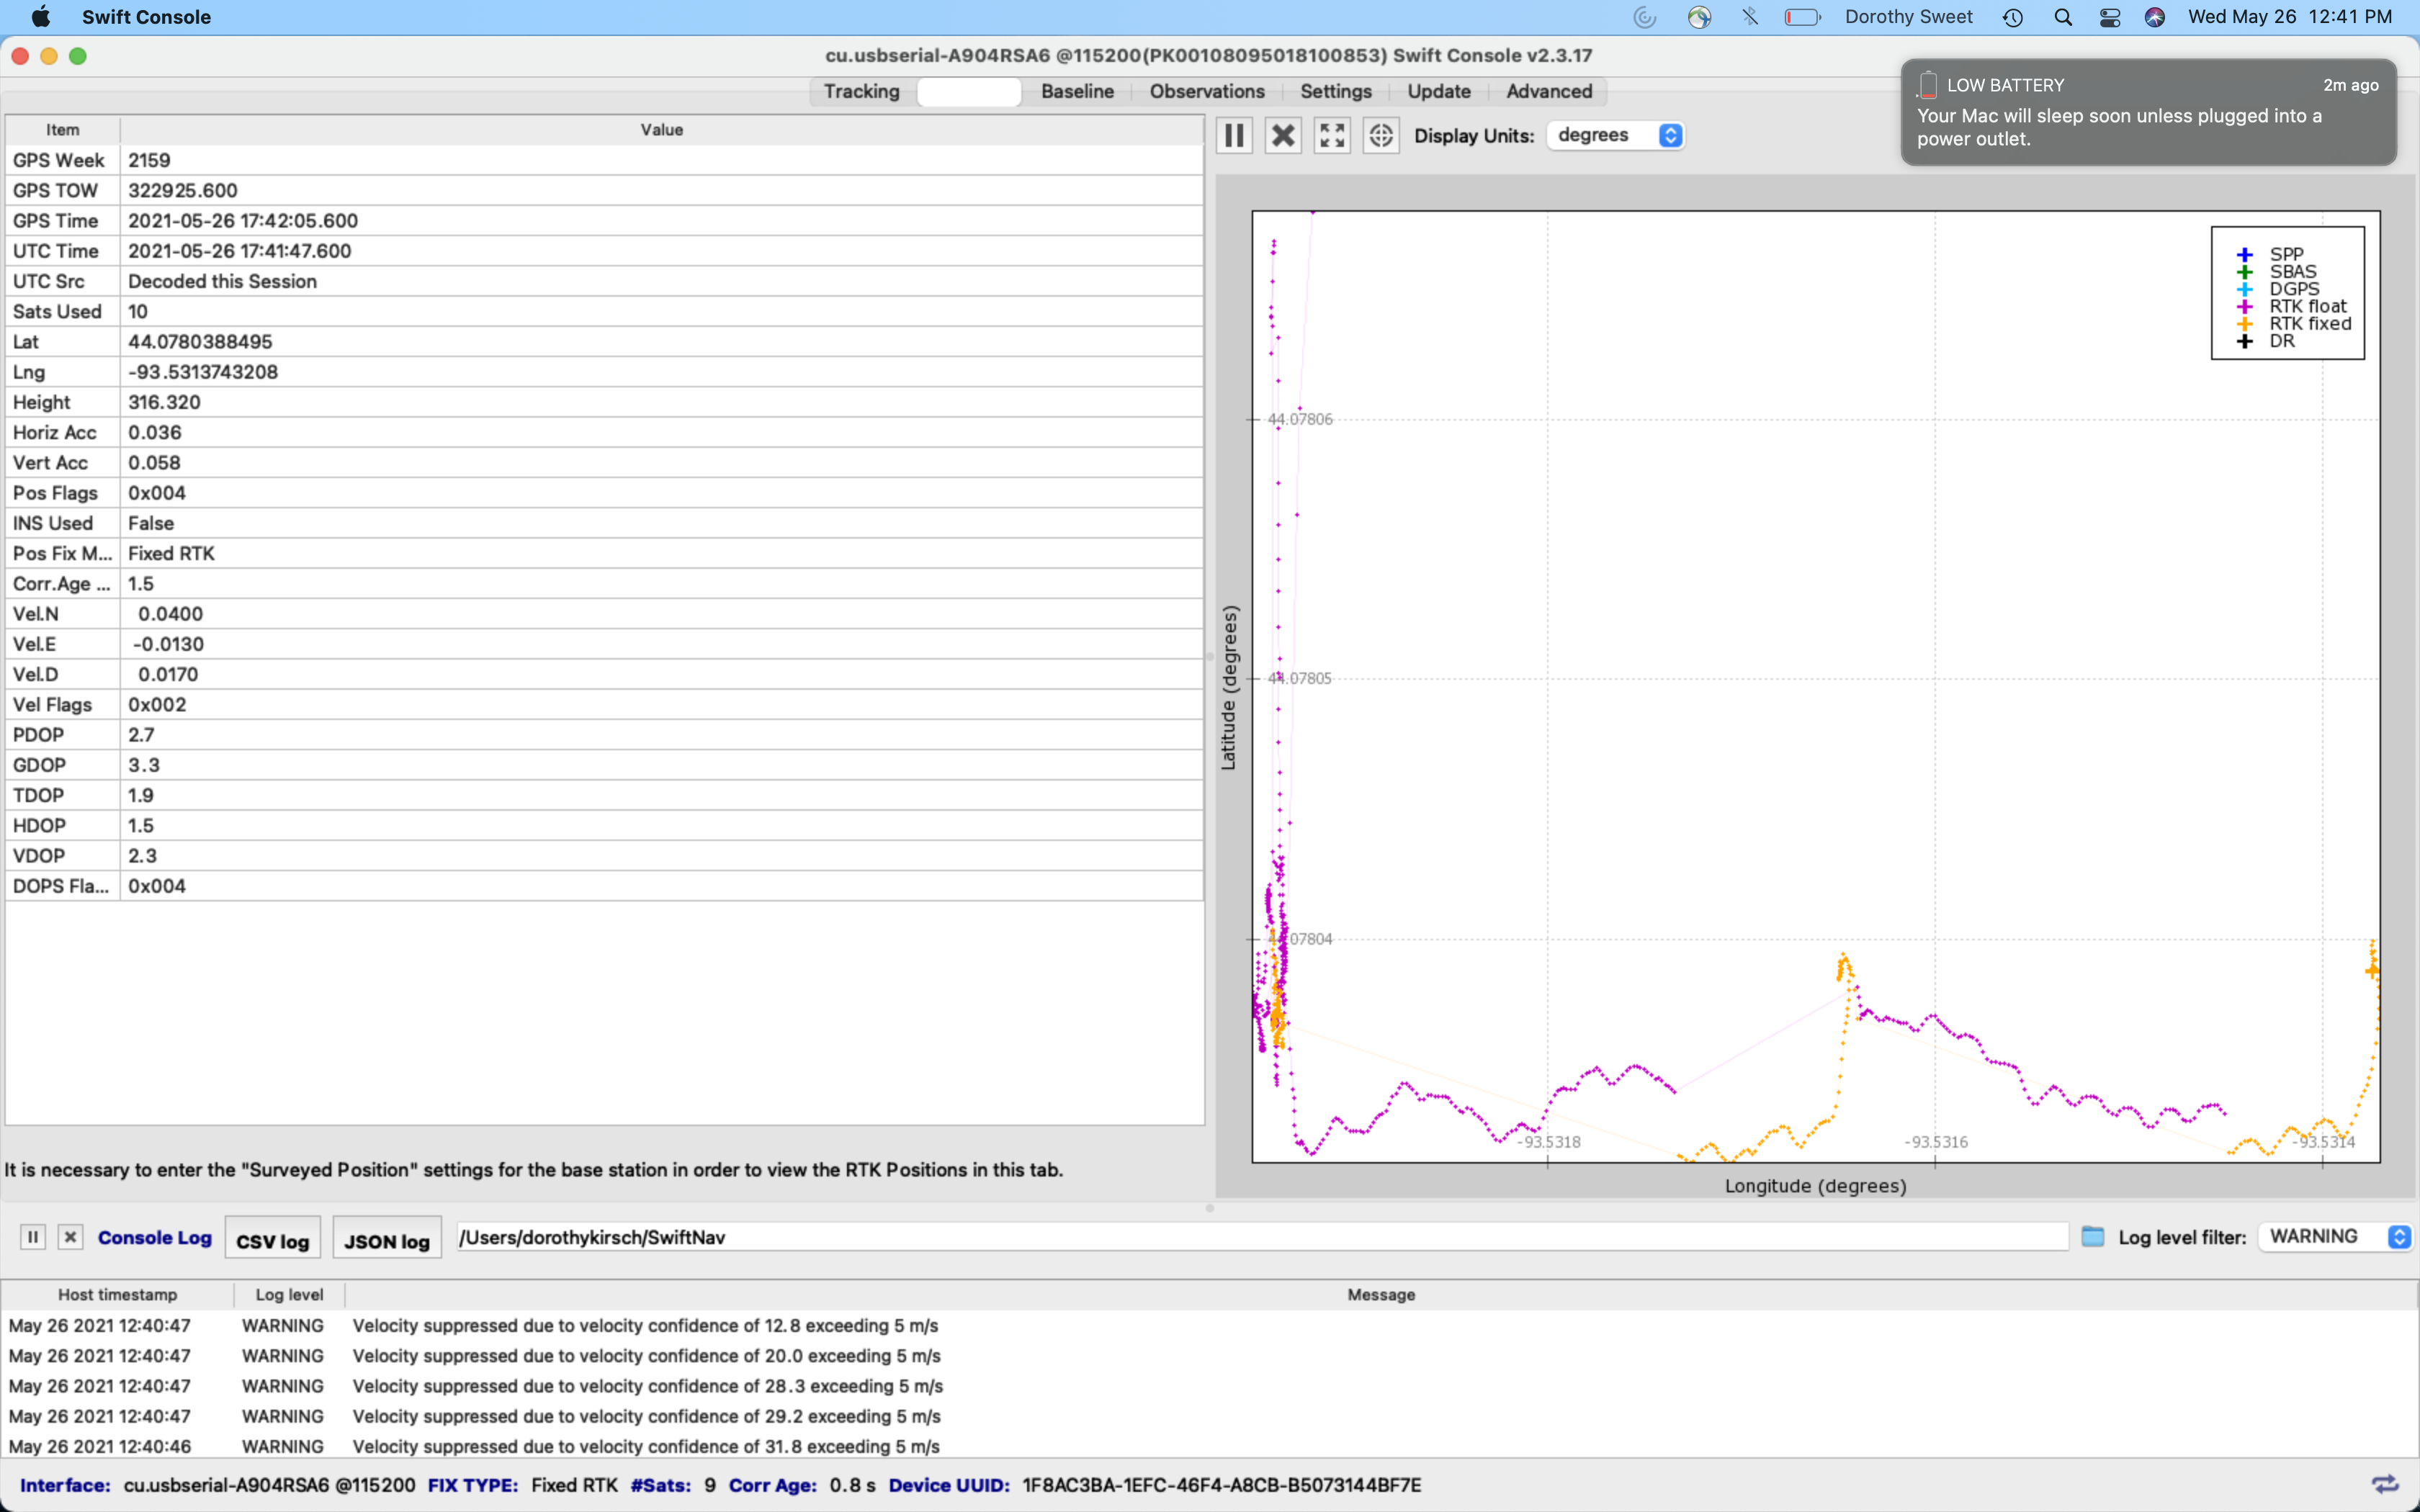 Swift Console
Dorothy Sweet
Wed May 26 12:41 PM
cu.usbserial-A904RSA6 @115200(PK00108095018100853) Swift Console v2.3.17
Tracking Baseline Observations Settings Update Advanced
LOW BATTERY 2m ago
Your Mac will sleep soon unless plugged into a
power outlet.
Item Value
GPS Week 2159
GPS TOW 322925.600
GPS Time 2021-05-26 17:42:05.600
UTC Time 2021-05-26 17:41:47.600
UTC Src Decoded this Session
Sats Used 10
Lat 44.0780388495
Lng -93.5313743208
Height 316.320
Horiz Acc 0.036
Vert Acc 0.058
Pos Flags 0x004
INS Used False
Pos Fix M... Fixed RTK
Corr.Age ... 1.5
Vel.N 0.0400
Vel.E -0.0130
Vel.D 0.0170
Vel Flags 0x002
PDOP 2.7
GDOP 3.3
TDOP 1.9
HDOP 1.5
VDOP 2.3
DOPS Fla... 0x004
It is necessary to enter the "Surveyed Position" settings for the base station in order to view the RTK Positions in this tab.
Display Units: degrees
SPP
SBAS
DGPS
RTK float
RTK fixed
DR
44.07806
44.07805
44.07804
Latitude (degrees)
-93.5318 -93.5316 -93.5314
Longitude (degrees)
Console Log CSV log JSON log /Users/dorothykirsch/SwiftNav Log level filter: WARNING
Host timestamp Log level Message
May 26 2021 12:40:47 WARNING Velocity suppressed due to velocity confidence of 12.8 exceeding 5 m/s
May 26 2021 12:40:47 WARNING Velocity suppressed due to velocity confidence of 20.0 exceeding 5 m/s
May 26 2021 12:40:47 WARNING Velocity suppressed due to velocity confidence of 28.3 exceeding 5 m/s
May 26 2021 12:40:47 WARNING Velocity suppressed due to velocity confidence of 29.2 exceeding 5 m/s
May 26 2021 12:40:46 WARNING Velocity suppressed due to velocity confidence of 31.8 exceeding 5 m/s
Interface: cu.usbserial-A904RSA6 @115200 FIX TYPE: Fixed RTK #Sats: 9 Corr Age: 0.8 s Device UUID: 1F8AC3BA-1EFC-46F4-A8CB-B5073144BF7E